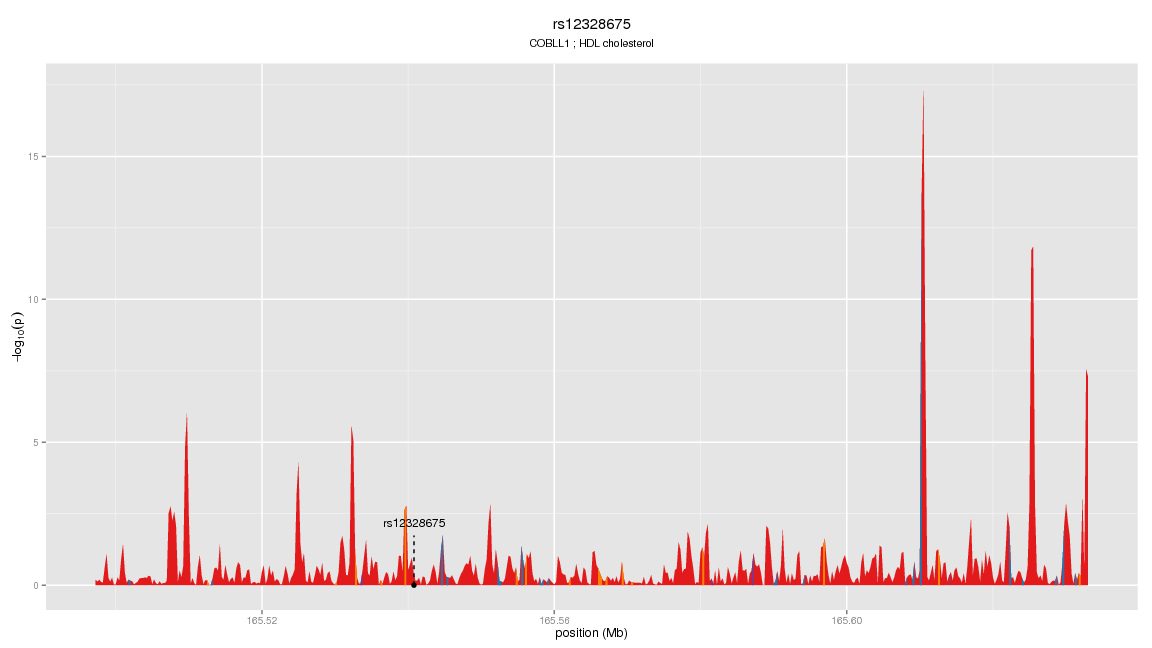 rs12328675
COBLL1 ; HDL cholesterol
−log10(p)
15
10
5
0
rs12328675
165.52
165.56
165.60
position (Mb)